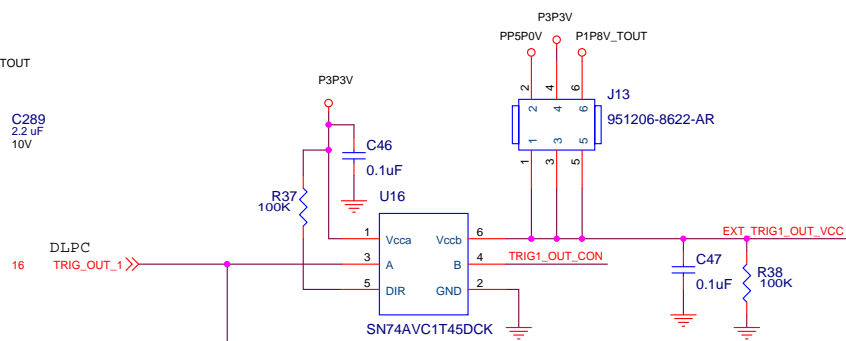 P3P3V
PP5P0V
P1P8V_TOUT
TOUT
P3P3V
2
4
6
J13
951206-8622-AR
2 4 6
1 3 5
1
3
5
C289
2.2 uF
10V
C46
0.1uF
R37
100K
U16
1 Vcca Vccb 6
EXT_TRIG1_OUT_VCC
DLPC
16 TRIG_OUT_1
3 A B 4 TRIG1_OUT_CON
5 DIR GND 2
SN74AVC1T45DCK
C47
0.1uF
R38
100K